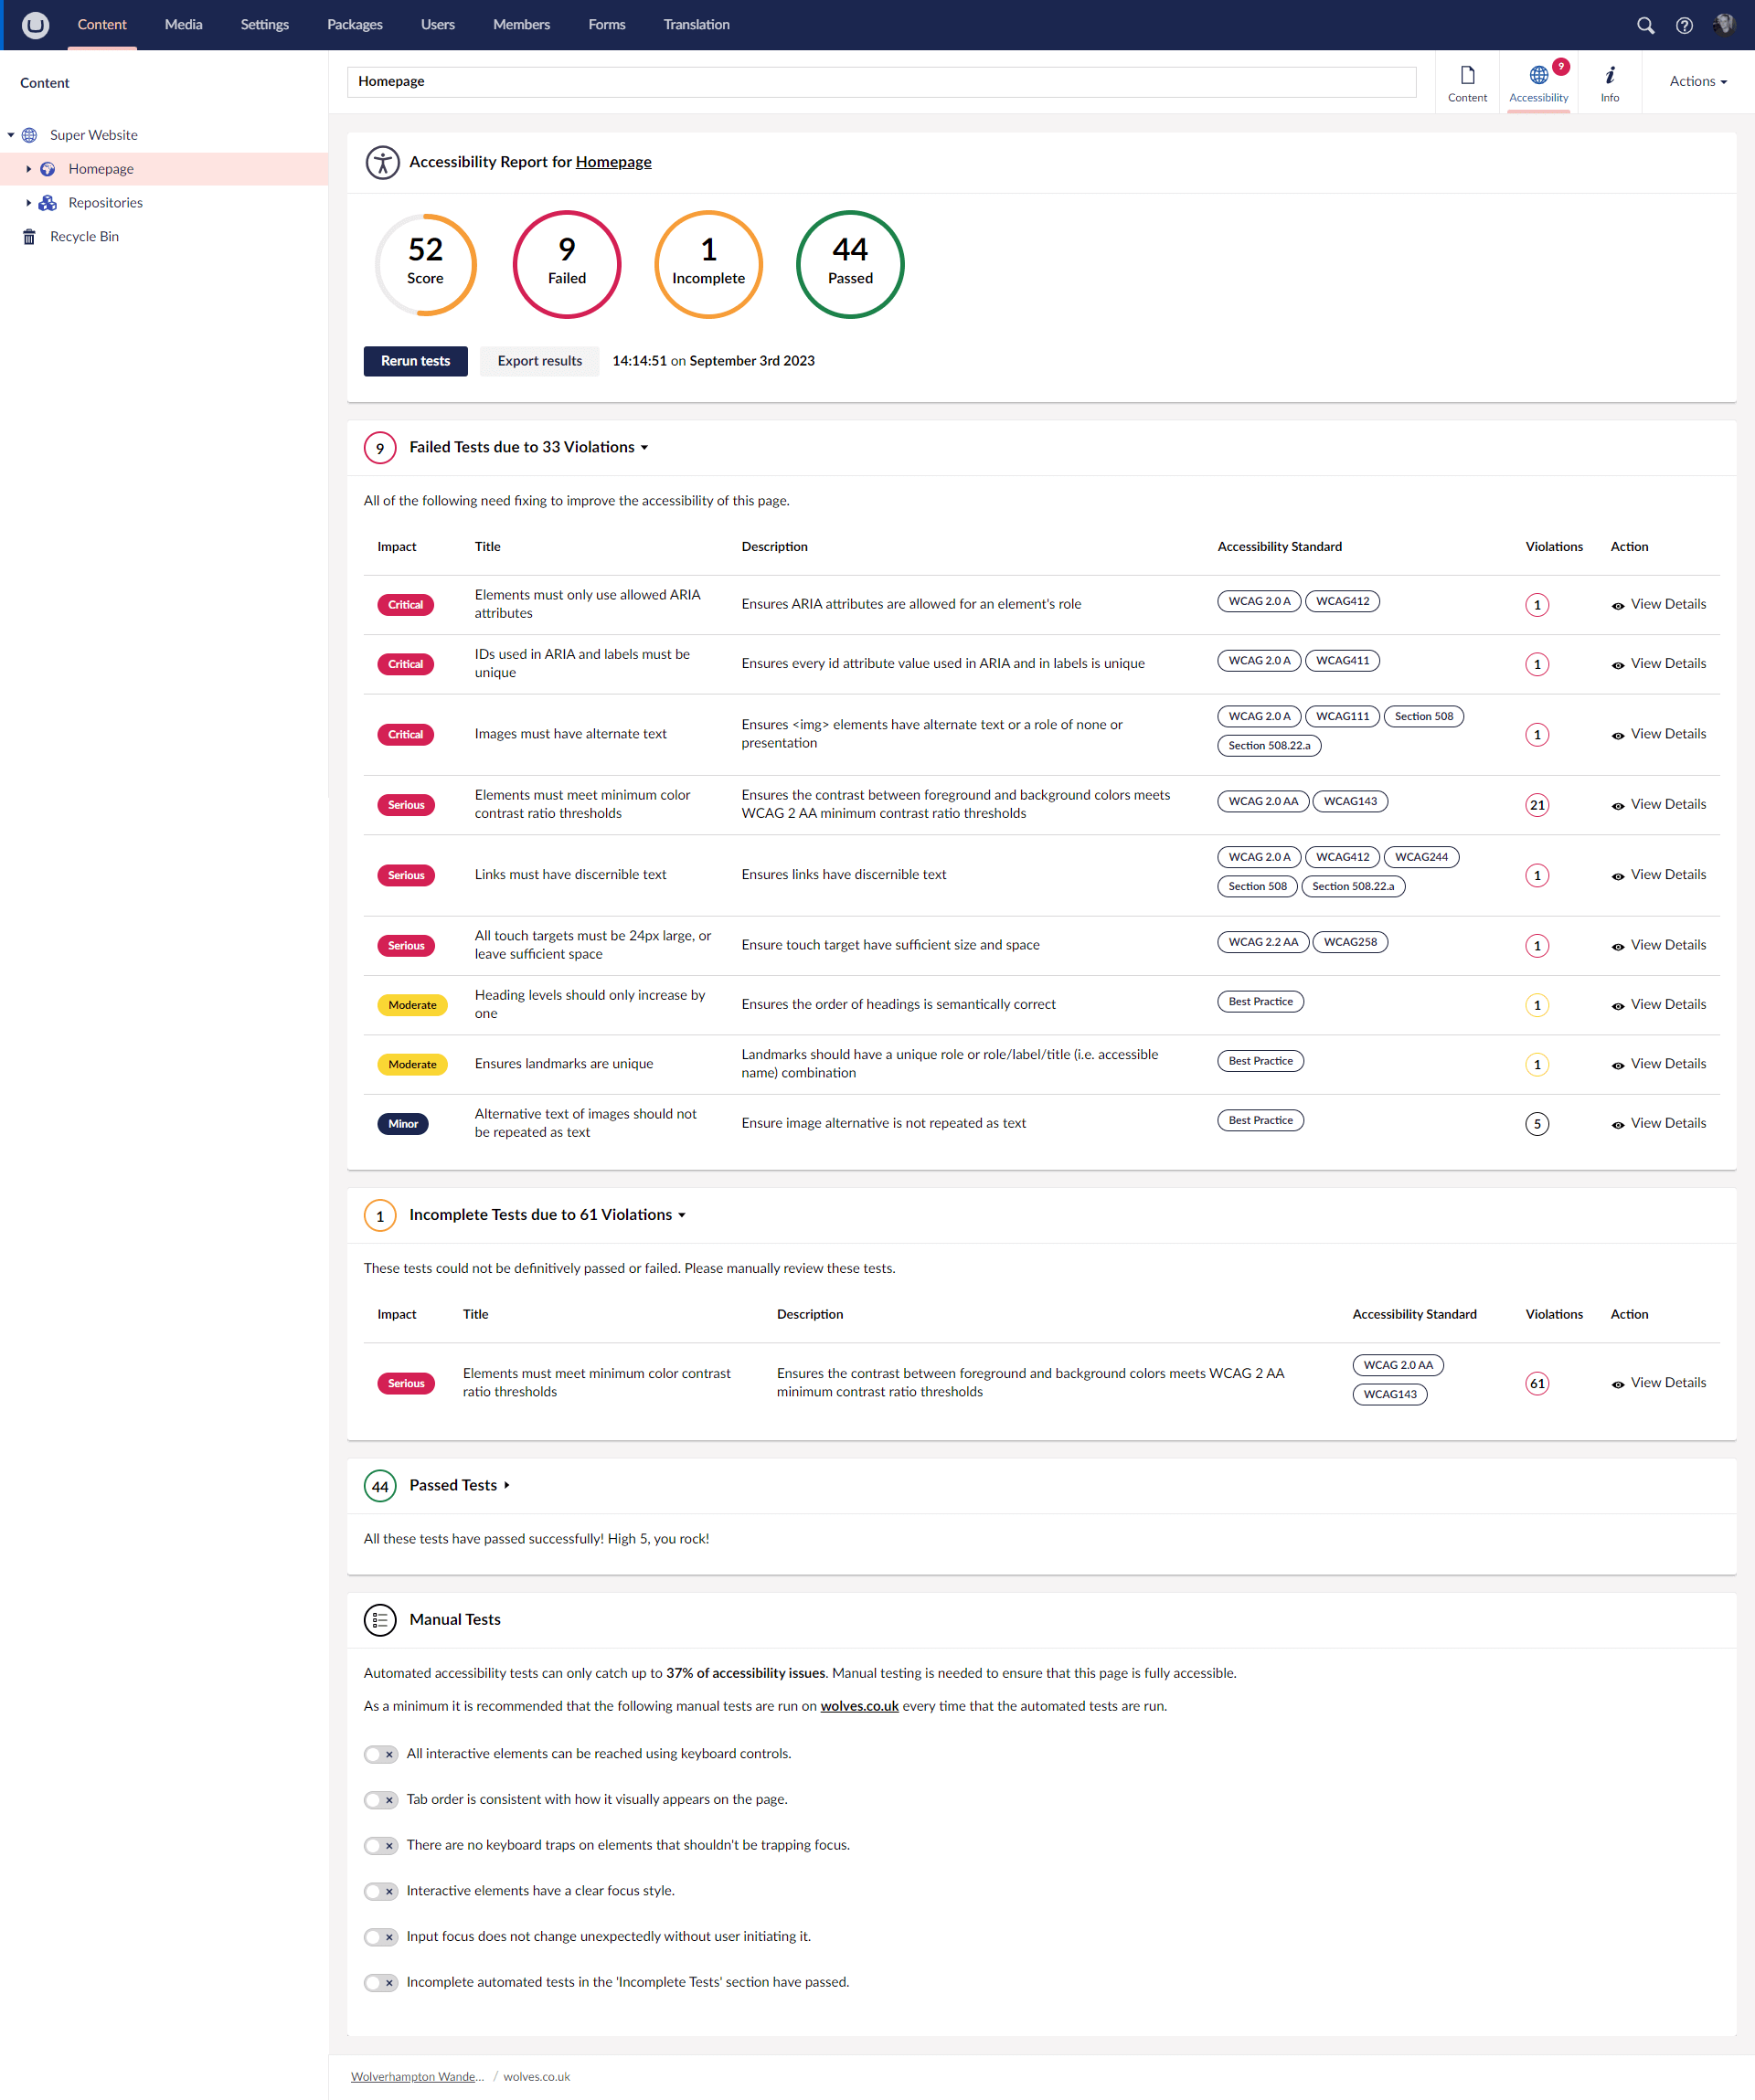 Content Media Settings Packages Users Members Forms Translation
Content
Super Website
Homepage
Repositories
Recycle Bin
Homepage
Content
9
Accessibility
Info
Actions
Accessibility Report for Homepage
52
Score
9
Failed
1
Incomplete
44
Passed
Rerun tests Export results 14:14:51 on September 3rd 2023
9 Failed Tests due to 33 Violations
All of the following need fixing to improve the accessibility of this page.
Impact Title Description Accessibility Standard Violations Action
Critical
Elements must only use allowed ARIA
attributes
Ensures ARIA attributes are allowed for an element's role
WCAG 2.0 A WCAG412
1
View Details
Critical
IDs used in ARIA and labels must be
unique
Ensures every id attribute value used in ARIA and in labels is unique
WCAG 2.0 A WCAG411
1
View Details
Critical
Images must have alternate text
Ensures <img> elements have alternate text or a role of none or
presentation
WCAG 2.0 A WCAG111 Section 508
Section 508.22.a
1
View Details
Serious
Elements must meet minimum color
contrast ratio thresholds
Ensures the contrast between foreground and background colors meets
WCAG 2 AA minimum contrast ratio thresholds
WCAG 2.0 AA WCAG143
21
View Details
Serious
Links must have discernible text
Ensures links have discernible text
WCAG 2.0 A WCAG412 WCAG244
Section 508 Section 508.22.a
1
View Details
Serious
All touch targets must be 24px large, or
leave sufficient space
Ensure touch target have sufficient size and space
WCAG 2.2 AA WCAG258
1
View Details
Moderate
Heading levels should only increase by
one
Ensures the order of headings is semantically correct
Best Practice
1
View Details
Moderate
Ensures landmarks are unique
Landmarks should have a unique role or role/label/title (i.e. accessible
name) combination
Best Practice
1
View Details
Minor
Alternative text of images should not
be repeated as text
Ensure image alternative is not repeated as text
Best Practice
5
View Details
1 Incomplete Tests due to 61 Violations
These tests could not be definitively passed or failed. Please manually review these tests.
Impact Title Description Accessibility Standard Violations Action
Serious
Elements must meet minimum color contrast
ratio thresholds
Ensures the contrast between foreground and background colors meets WCAG 2 AA
minimum contrast ratio thresholds
WCAG 2.0 AA
WCAG143
61
View Details
44 Passed Tests
All these tests have passed successfully! High 5, you rock!
Manual Tests
Automated accessibility tests can only catch up to 37% of accessibility issues. Manual testing is needed to ensure that this page is fully accessible.
As a minimum it is recommended that the following manual tests are run on wolves.co.uk every time that the automated tests are run.
All interactive elements can be reached using keyboard controls.
Tab order is consistent with how it visually appears on the page.
There are no keyboard traps on elements that shouldn't be trapping focus.
Interactive elements have a clear focus style.
Input focus does not change unexpectedly without user initiating it.
Incomplete automated tests in the 'Incomplete Tests' section have passed.
Wolverhampton Wande... / wolves.co.uk